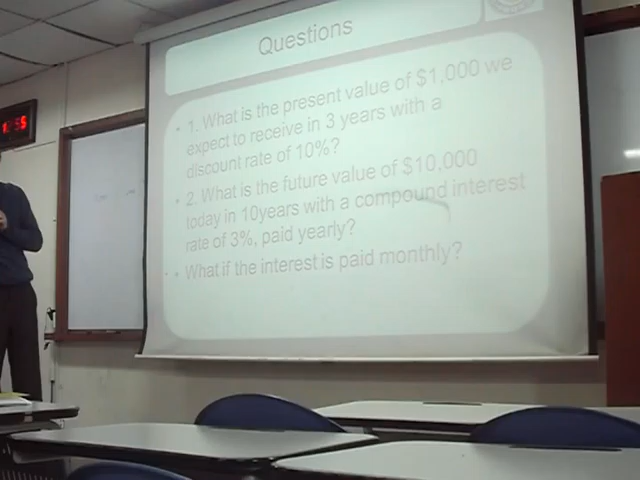 Questions
1. What is the present value of $1,000 we
expect to receive in 3 years with a
discount rate of 10%?
2. What is the future value of $10,000
today in 10years with a compound interest
rate of 3%, paid yearly?
What if the interest is paid monthly?